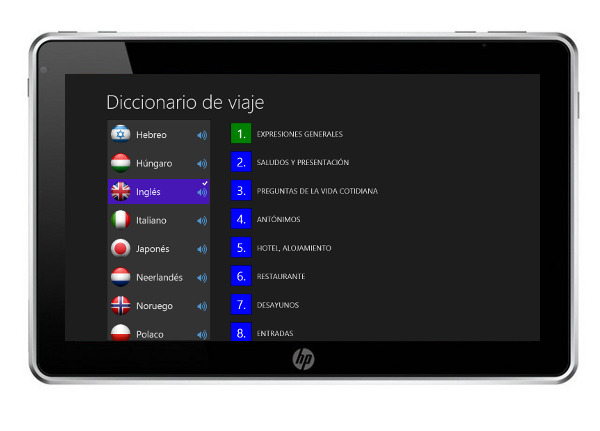 Diccionario de viaje
Hebreo
Húngaro
Inglés
Italiano
Japonés
Neerlandés
Noruego
Polaco
1. EXPRESIONES GENERALES
2. SALUDOS Y PRESENTACIÓN
3. PREGUNTAS DE LA VIDA COTIDIANA
4. ANTÓNIMOS
5. HOTEL, ALOJAMIENTO
6. RESTAURANTE
7. DESAYUNOS
8. ENTRADAS
hp